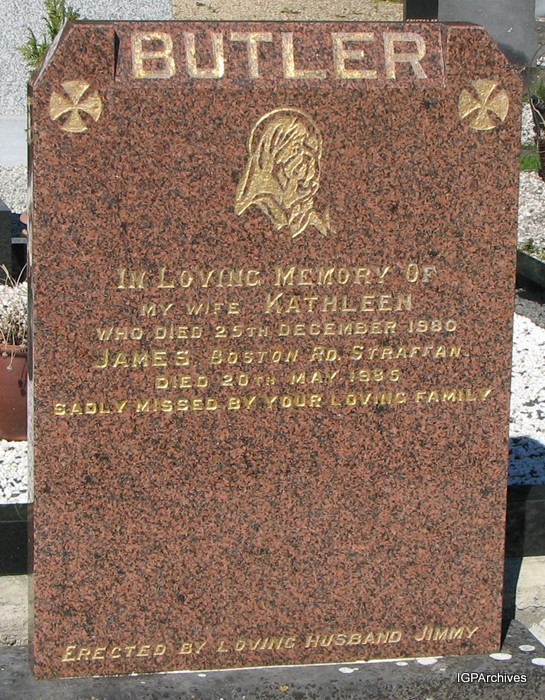 BUTLER
IN LOVING MEMORY OF
MY WIFE KATHLEEN
WHO DIED 25TH DECEMBER 1980
JAMES BOSTON RD. STRAFFAN
DIED 20TH MAY 1985
SADLY MISSED BY YOUR LOVING FAMILY
ERECTED BY LOVING HUSBAND JIMMY
IGPArchives